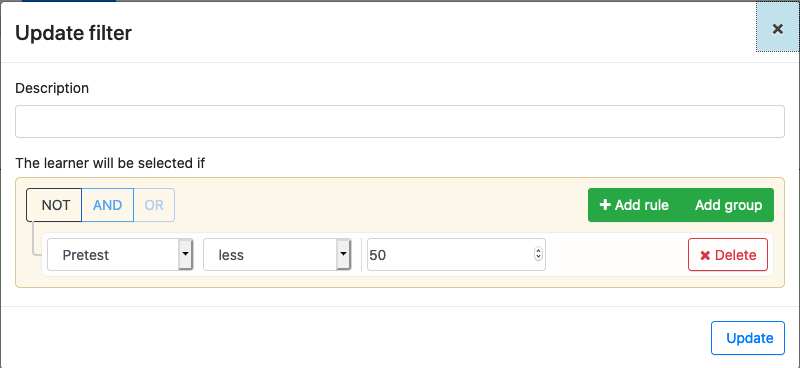 Update filter
×
Description
The learner will be selected if
NOT AND OR + Add rule Add group
Pretest less 50 × Delete
Update